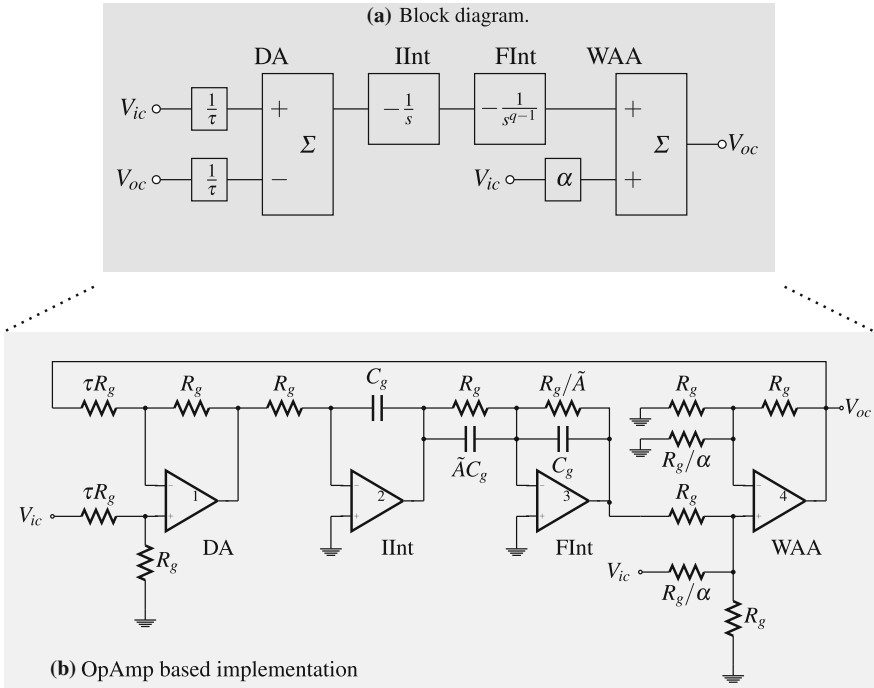 (a) Block diagram.
DA IInt FInt WAA
V_ic 1/τ + Σ − 1/s − 1/s^{q−1} + Σ V_oc
V_oc 1/τ − V_ic α +
τR_g R_g R_g C_g R_g R_g/Ã R_g R_g V_oc
ÃC_g C_g R_g/α
τR_g − 1 − 2 − 3 R_g − 4
V_ic + + + +
DA IInt FInt WAA
R_g V_ic R_g/α
R_g
(b) OpAmp based implementation